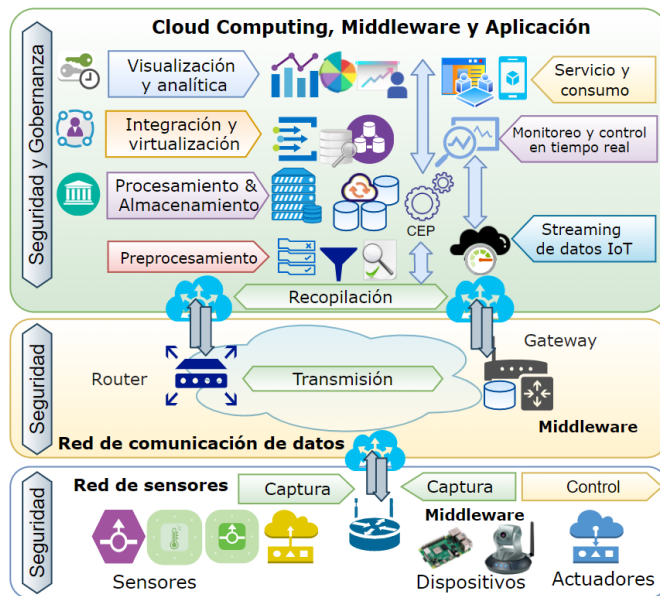 Cloud Computing, Middleware y Aplicación
Seguridad y Gobernanza
Visualización
y analítica
Servicio y
consumo
Integración y
virtualización
Monitoreo y control
en tiempo real
Procesamiento &
Almacenamiento
CEP
Streaming
de datos IoT
Preprocesamiento
Recopilación
Seguridad
Router
Transmisión
Gateway
Middleware
Red de comunicación de datos
Seguridad
Red de sensores
Captura
Captura
Control
Middleware
Sensores
Dispositivos
Actuadores